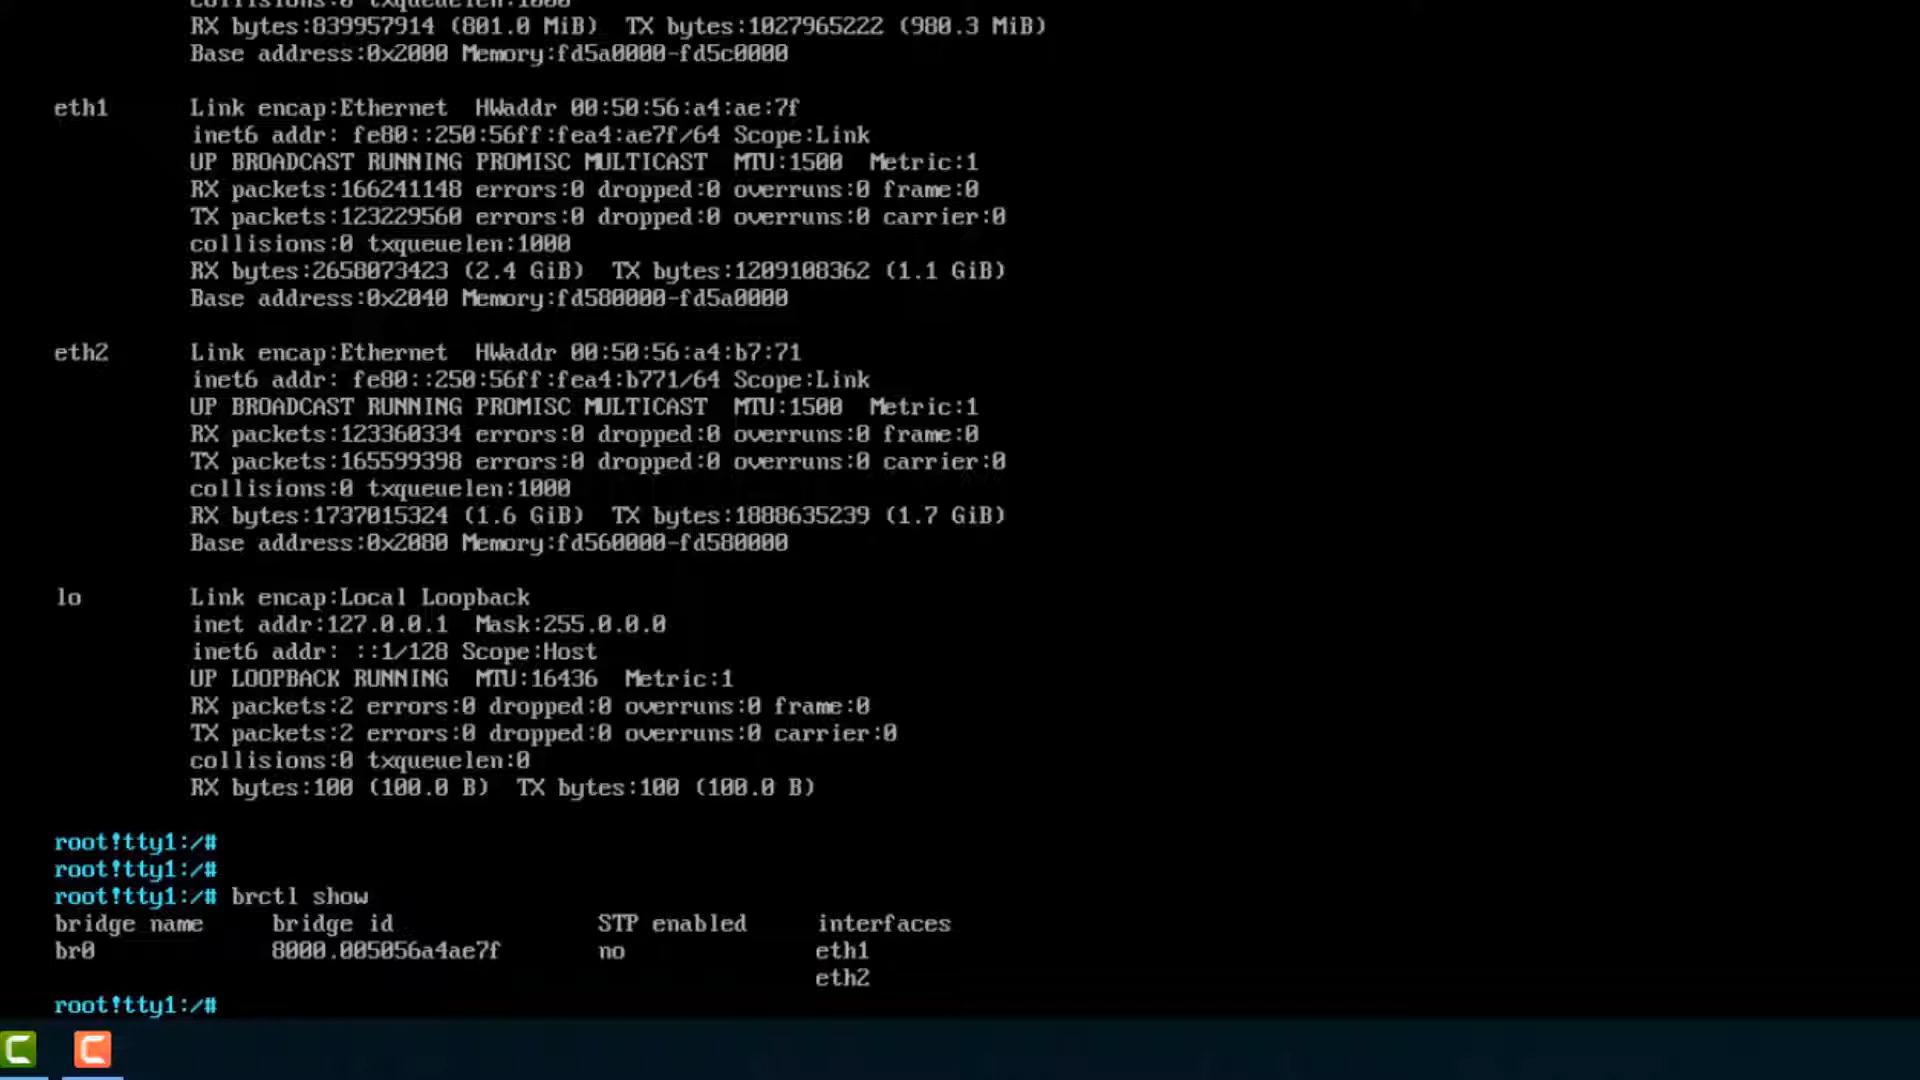 collisions:0 txqueuelen:1000
RX bytes:839957914 (801.0 MiB)  TX bytes:1027965222 (980.3 MiB)
Base address:0x2000 Memory:fd5a0000-fd5c0000
eth1 Link encap:Ethernet  HWaddr 00:50:56:a4:ae:7f
inet6 addr: fe80::250:56ff:fea4:ae7f/64 Scope:Link
UP BROADCAST RUNNING PROMISC MULTICAST  MTU:1500  Metric:1
RX packets:166241148 errors:0 dropped:0 overruns:0 frame:0
TX packets:123229560 errors:0 dropped:0 overruns:0 carrier:0
collisions:0 txqueuelen:1000
RX bytes:2658073423 (2.4 GiB)  TX bytes:1209108362 (1.1 GiB)
Base address:0x2040 Memory:fd580000-fd5a0000
eth2 Link encap:Ethernet  HWaddr 00:50:56:a4:b7:71
inet6 addr: fe80::250:56ff:fea4:b771/64 Scope:Link
UP BROADCAST RUNNING PROMISC MULTICAST  MTU:1500  Metric:1
RX packets:123360334 errors:0 dropped:0 overruns:0 frame:0
TX packets:165599398 errors:0 dropped:0 overruns:0 carrier:0
collisions:0 txqueuelen:1000
RX bytes:1737015324 (1.6 GiB)  TX bytes:1888635239 (1.7 GiB)
Base address:0x2080 Memory:fd560000-fd580000
lo Link encap:Local Loopback
inet addr:127.0.0.1  Mask:255.0.0.0
inet6 addr: ::1/128 Scope:Host
UP LOOPBACK RUNNING  MTU:16436  Metric:1
RX packets:2 errors:0 dropped:0 overruns:0 frame:0
TX packets:2 errors:0 dropped:0 overruns:0 carrier:0
collisions:0 txqueuelen:0
RX bytes:100 (100.0 B)  TX bytes:100 (100.0 B)
root!tty1:/#
root!tty1:/#
root!tty1:/# brctl show
bridge name bridge id STP enabled interfaces
br0 8000.005056a4ae7f no eth1
eth2
root!tty1:/#
C C